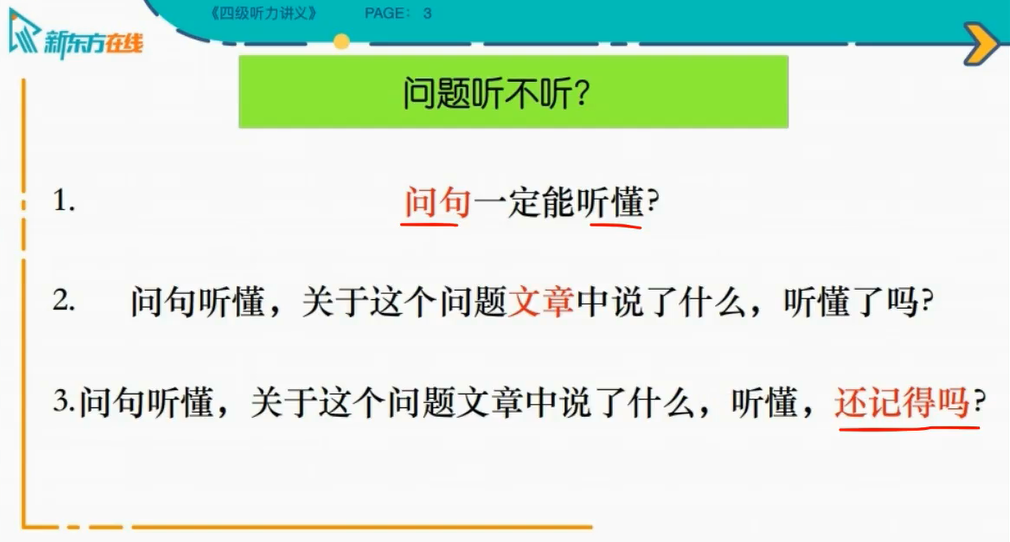 《四级听力讲义》 PAGE: 3
新东方在线
问题听不听?
1. 问句一定能听懂?
2. 问句听懂，关于这个问题文章中说了什么，听懂了吗?
3.问句听懂，关于这个问题文章中说了什么，听懂，还记得吗?